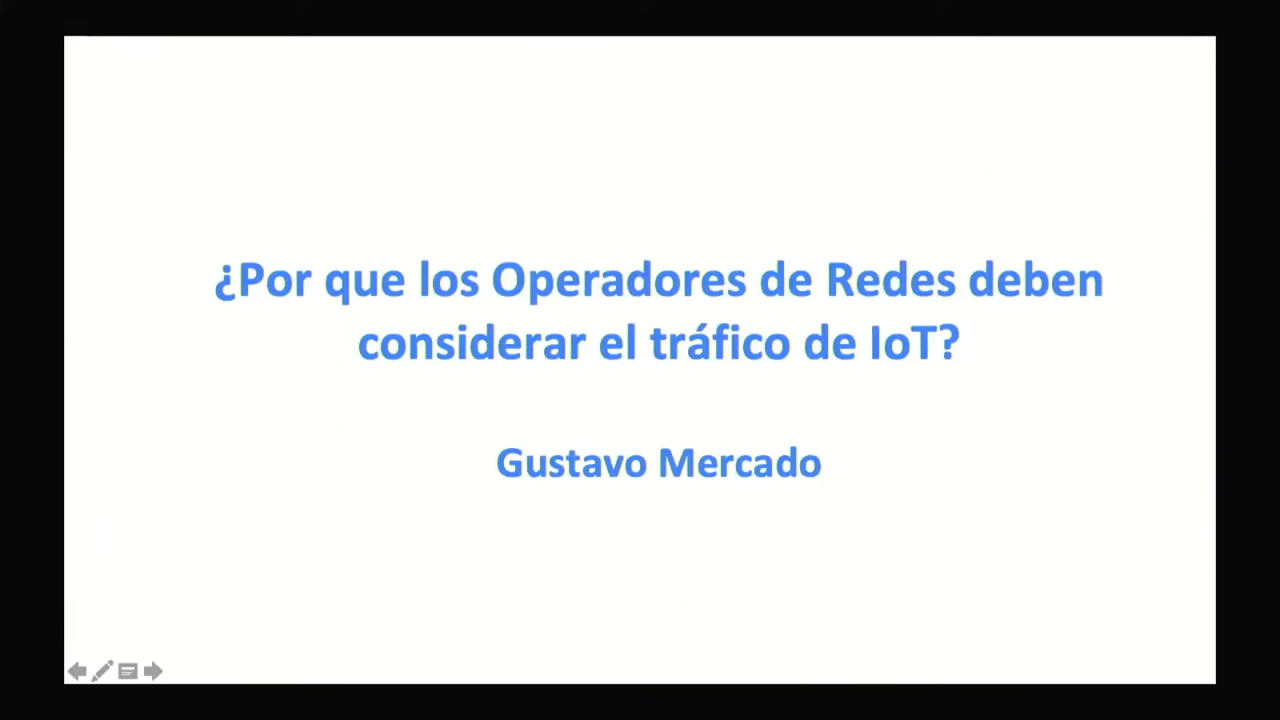 ¿Por que los Operadores de Redes deben
considerar el tráfico de IoT?
Gustavo Mercado